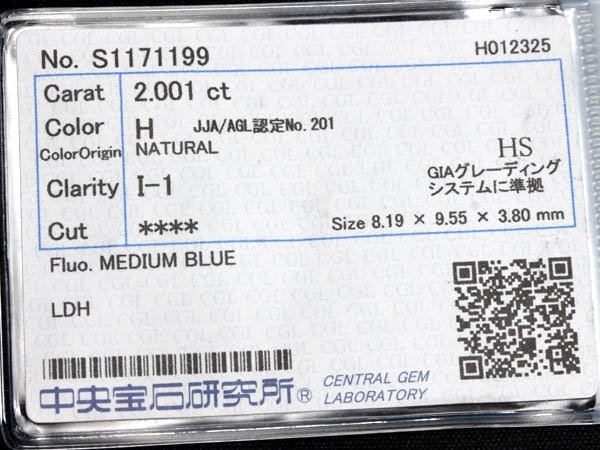 No. S1171199 H012325
Carat 2.001 ct
Color H JJA/AGL認定No.201
ColorOrigin NATURAL HS
Clarity I-1 GIAグレーディング
システムに準拠
Cut **** Size 8.19 × 9.55 × 3.80 mm
Fluo. MEDIUM BLUE
LDH
中央宝石研究所® CENTRAL GEM
LABORATORY